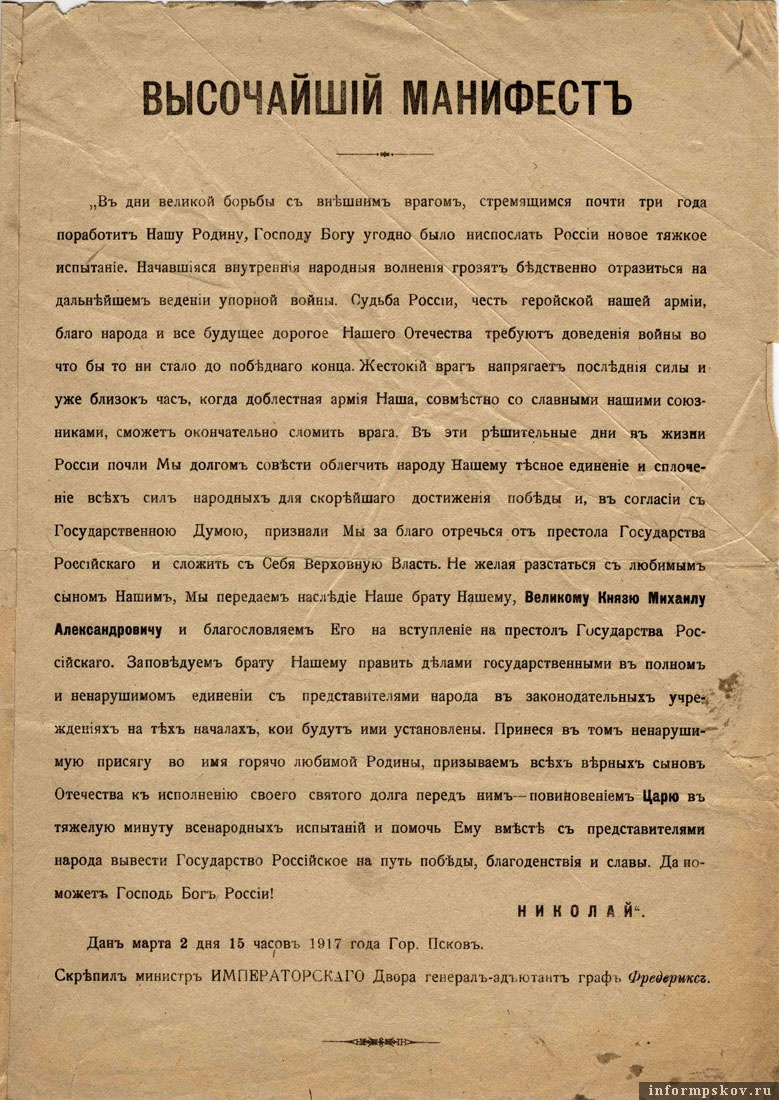 ВЫСОЧАЙШІЙ МАНИФЕСТЪ
„Въ дни великой борьбы съ внѣшнимъ врагомъ, стремящимся почти три года
поработитъ Нашу Родину, Господу Богу угодно было ниспослать Россіи новое тяжкое
испытаніе. Начавшіяся внутреннія народныя волненія грозятъ бѣдственно отразиться на
дальнѣйшемъ веденіи упорной войны. Судьба Россіи, честь геройской нашей арміи,
благо народа и все будущее дорогое Нашего Отечества требуютъ доведенія войны во
что бы то ни стало до побѣднаго конца. Жестокій врагъ напрягаетъ послѣднія силы и
уже близокъ часъ, когда доблестная армія Наша, совмѣстно со славными нашими союз-
никами, сможетъ окончательно сломить врага. Въ эти рѣшительные дни въ жизни
Россіи почли Мы долгомъ совѣсти облегчить народу Нашему тѣсное единеніе и сплоче-
ніе всѣхъ силъ народныхъ для скорѣйшаго достиженія побѣды и, въ согласіи съ
Государственною Думою, признали Мы за благо отречься отъ престола Государства
Россійскаго и сложить съ Себя Верховную Власть. Не желая разстаться съ любимымъ
сыномъ Нашимъ, Мы передаемъ наслѣдіе Наше брату Нашему, Великому Князю Михаилу
Александровичу и благословляемъ Его на вступленіе на престолъ Государства Рос-
сійскаго. Заповѣдуемъ брату Нашему править дѣлами государственными въ полномъ
и ненарушимомъ единеніи съ представителями народа въ законодательныхъ учре-
жденіяхъ на тѣхъ началахъ, кои будутъ ими установлены. Принеся въ томъ ненаруши-
мую присягу во имя горячо любимой Родины, призываемъ всѣхъ вѣрныхъ сыновъ
Отечества къ исполненію своего святого долга передъ нимъ—повиновеніемъ Царю въ
тяжелую минуту всенародныхъ испытаній и помочь Ему вмѣстѣ съ представителями
народа вывести Государство Россійское на путь побѣды, благоденствія и славы. Да по-
можетъ Господь Богъ Россіи!
НИКОЛАЙ“.
Данъ марта 2 дня 15 часовъ 1917 года Гор. Псковъ.
Скрѣпил министръ ИМПЕРАТОРСКАГО Двора генералъ-адъютантъ графъ Фредериксъ.
informpskov.ru